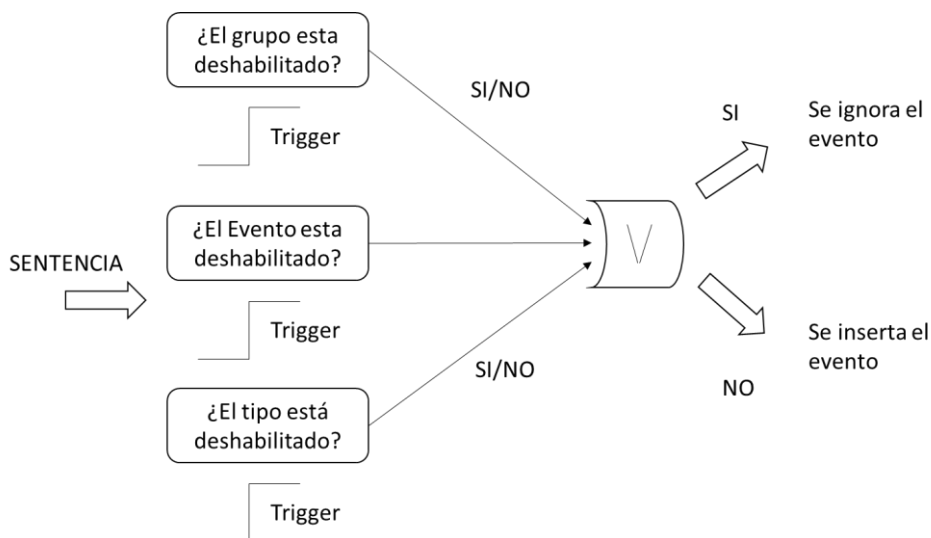 ¿El grupo esta
deshabilitado?
SI/NO
Trigger
SI
Se ignora el
evento
¿El Evento esta
deshabilitado?
SENTENCIA
V
Trigger
Se inserta el
evento
SI/NO
NO
¿El tipo está
deshabilitado?
Trigger